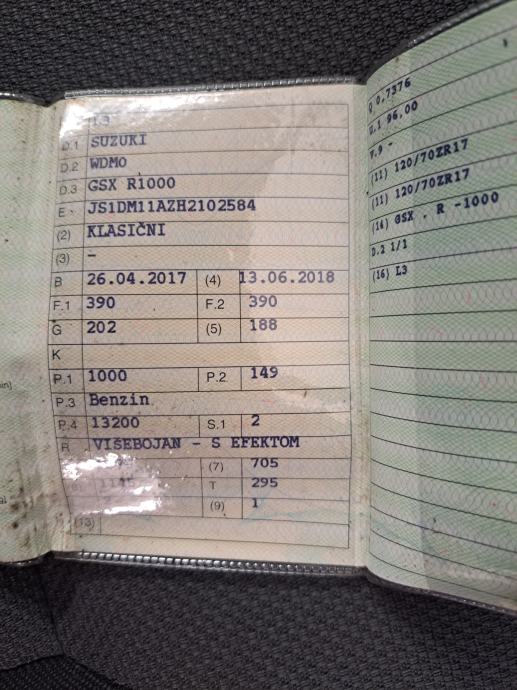 L3
D.1 SUZUKI
D.2 WDMO
D.3 GSX R1000
E JS1DM11AZH2102584
(2) KLASIČNI
(3) -
B 26.04.2017 (4) 13.06.2018
F.1 390 F.2 390
G 202 (5) 188
K
P.1 1000 P.2 149
P.3 Benzin
P.4 13200 S.1 2
R VIŠEBOJAN - S EFEKTOM
(7) 705
T 295
(9) 1
(13)
Q 0,7376
U.1 96,00
V.9 -
(11) 120/70ZR17
(11) 120/70ZR17
(14) GSX . R -1000
D.2 1/1
(16) L3